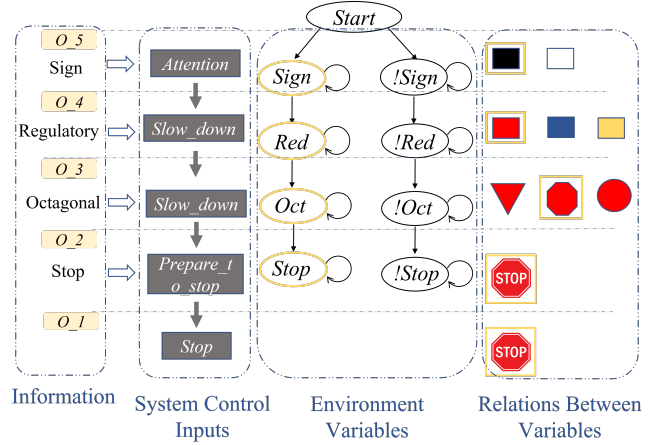 Start
O_5
Sign
Attention
Sign
!Sign
O_4
Regulatory
Slow_down
Red
!Red
O_3
Octagonal
Slow_down
Oct
!Oct
O_2
Stop
Prepare_t
o_stop
Stop
!Stop
STOP
O_1
Stop
STOP
Information
System Control
Inputs
Environment
Variables
Relations Between
Variables